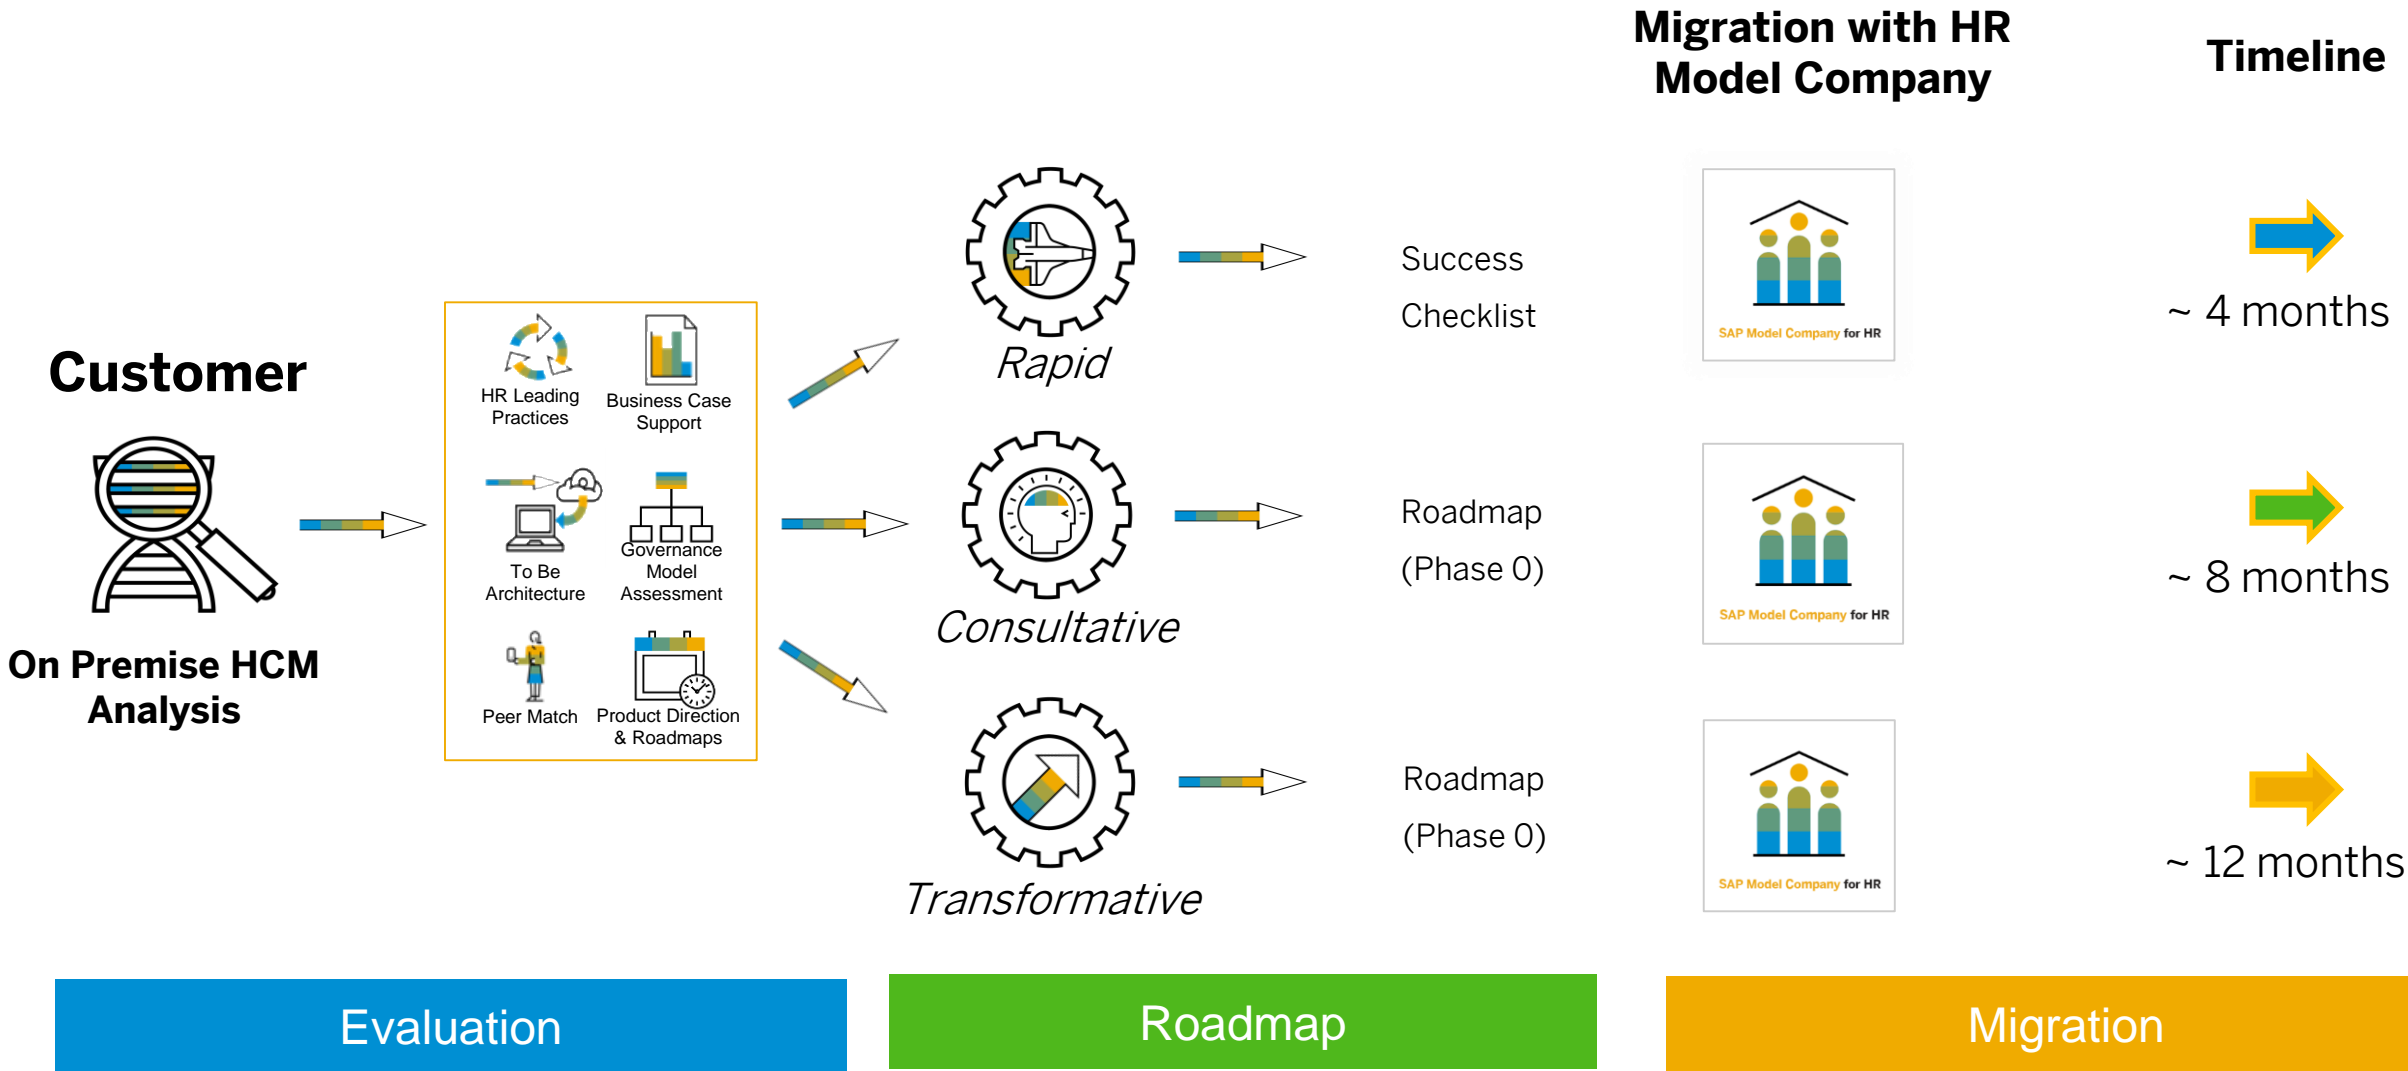 Migration with HR
Model Company
Timeline
Customer
On Premise HCM
Analysis
HR Leading
Practices
Business Case
Support
To Be
Architecture
Governance
Model
Assessment
Peer Match
Product Direction
& Roadmaps
Rapid
Success
Checklist
SAP Model Company for HR
~ 4 months
Consultative
Roadmap
(Phase 0)
SAP Model Company for HR
~ 8 months
Transformative
Roadmap
(Phase 0)
SAP Model Company for HR
~ 12 months
Evaluation
Roadmap
Migration